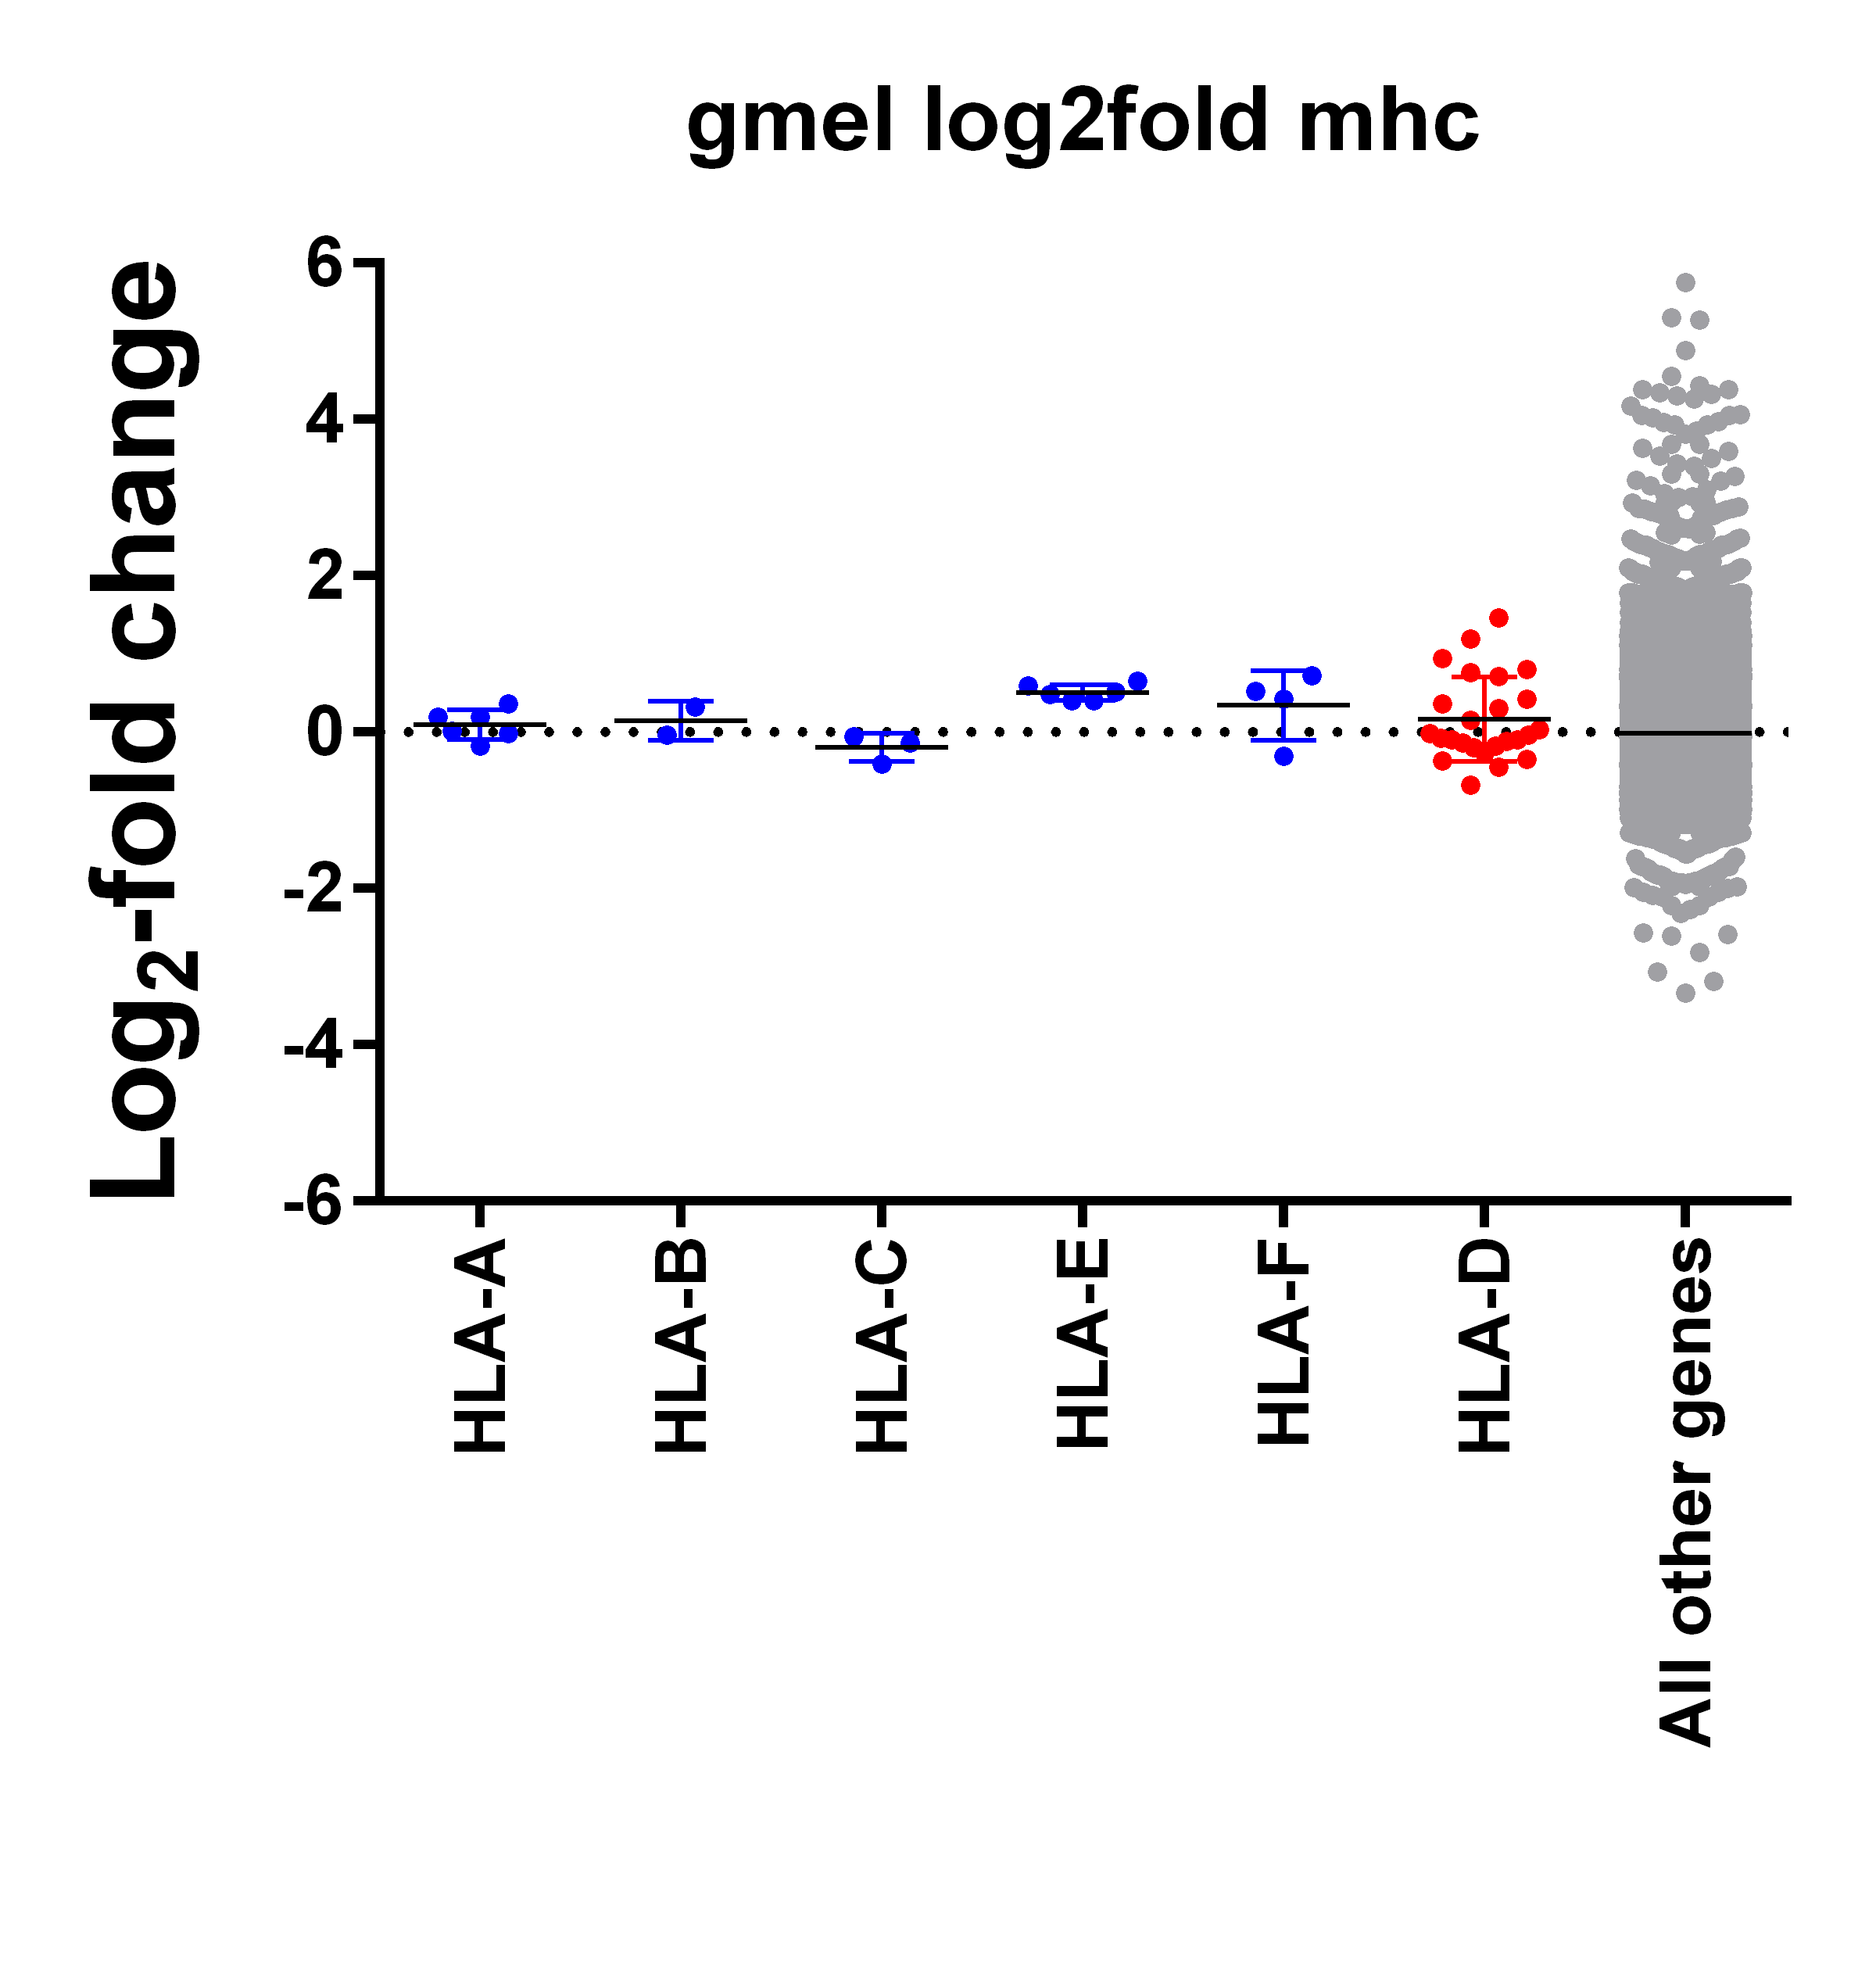 gmel log2fold mhc
Log2-fold change
6
4
2
0
-2
-4
-6
HLA-A
HLA-B
HLA-C
HLA-E
HLA-F
HLA-D
All other genes